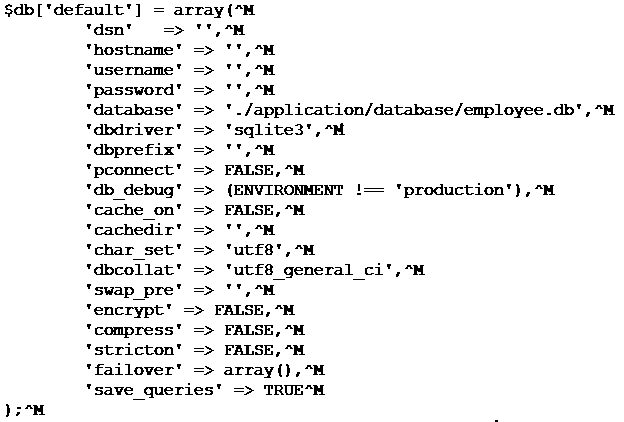 $db['default'] = array(^M
        'dsn'   => '',^M
        'hostname' => '',^M
        'username' => '',^M
        'password' => '',^M
        'database' => './application/database/employee.db',^M
        'dbdriver' => 'sqlite3',^M
        'dbprefix' => '',^M
        'pconnect' => FALSE,^M
        'db_debug' => (ENVIRONMENT !== 'production'),^M
        'cache_on' => FALSE,^M
        'cachedir' => '',^M
        'char_set' => 'utf8',^M
        'dbcollat' => 'utf8_general_ci',^M
        'swap_pre' => '',^M
        'encrypt' => FALSE,^M
        'compress' => FALSE,^M
        'stricton' => FALSE,^M
        'failover' => array(),^M
        'save_queries' => TRUE^M
);^M